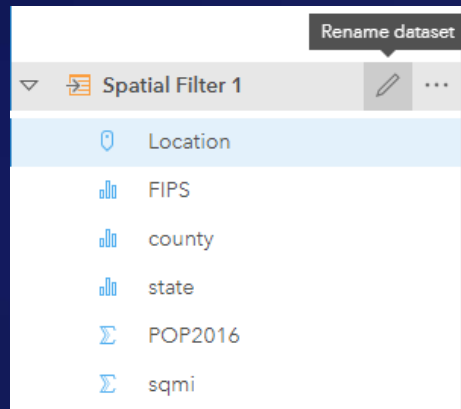 Rename dataset
Spatial Filter 1
Location
FIPS
county
state
POP2016
sqmi